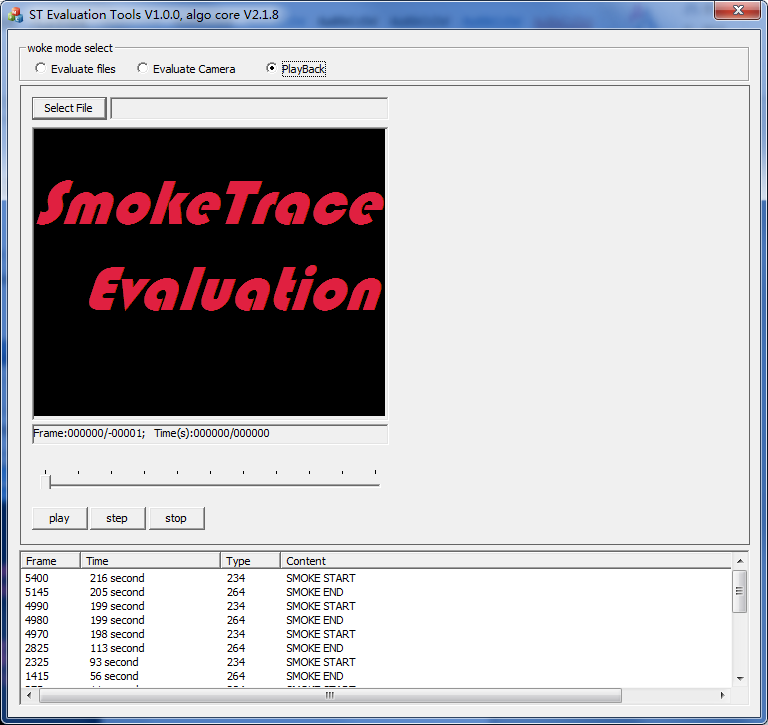 ST Evaluation Tools V1.0.0, algo core V2.1.8
woke mode select
Evaluate files Evaluate Camera PlayBack
Select File
SmokeTrace
Evaluation
Frame:000000/-00001; Time(s):000000/000000
play step stop
Frame Time Type Content
5400 216 second 234 SMOKE START
5145 205 second 264 SMOKE END
4990 199 second 234 SMOKE START
4980 199 second 264 SMOKE END
4970 198 second 234 SMOKE START
2825 113 second 264 SMOKE END
2325 93 second 234 SMOKE START
1415 56 second 264 SMOKE END